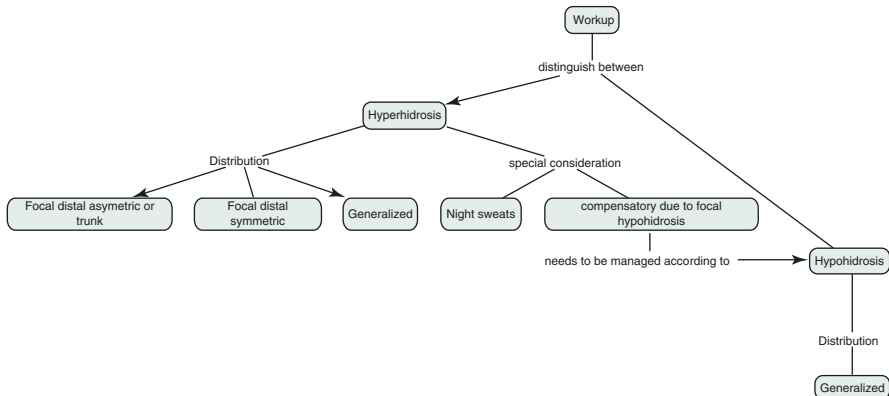 Workup
distinguish between
Hyperhidrosis
Distribution
special consideration
Focal distal asymetric or
trunk
Focal distal
symmetric
Generalized
Night sweats
compensatory due to focal
hypohidrosis
needs to be managed according to
Hypohidrosis
Distribution
Generalized